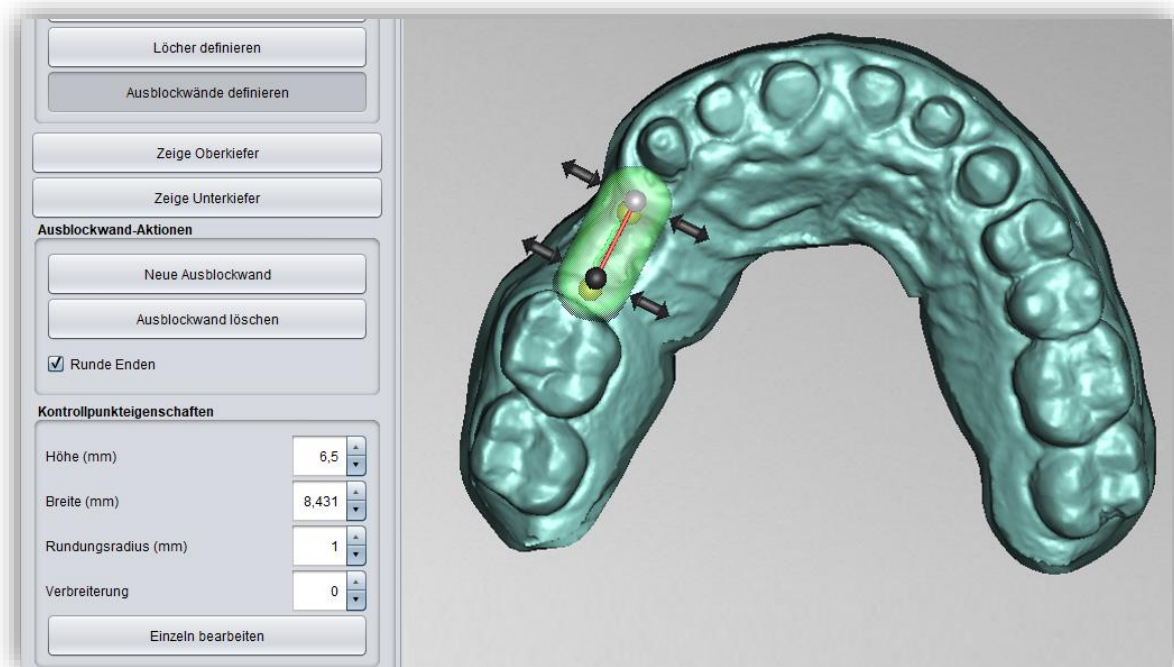 Löcher definieren
Ausblockwände definieren
Zeige Oberkiefer
Zeige Unterkiefer
Ausblockwand-Aktionen
Neue Ausblockwand
Ausblockwand löschen
Runde Enden
Kontrollpunkteigenschaften
Höhe (mm) 6,5
Breite (mm) 8,431
Rundungsradius (mm) 1
Verbreiterung 0
Einzeln bearbeiten